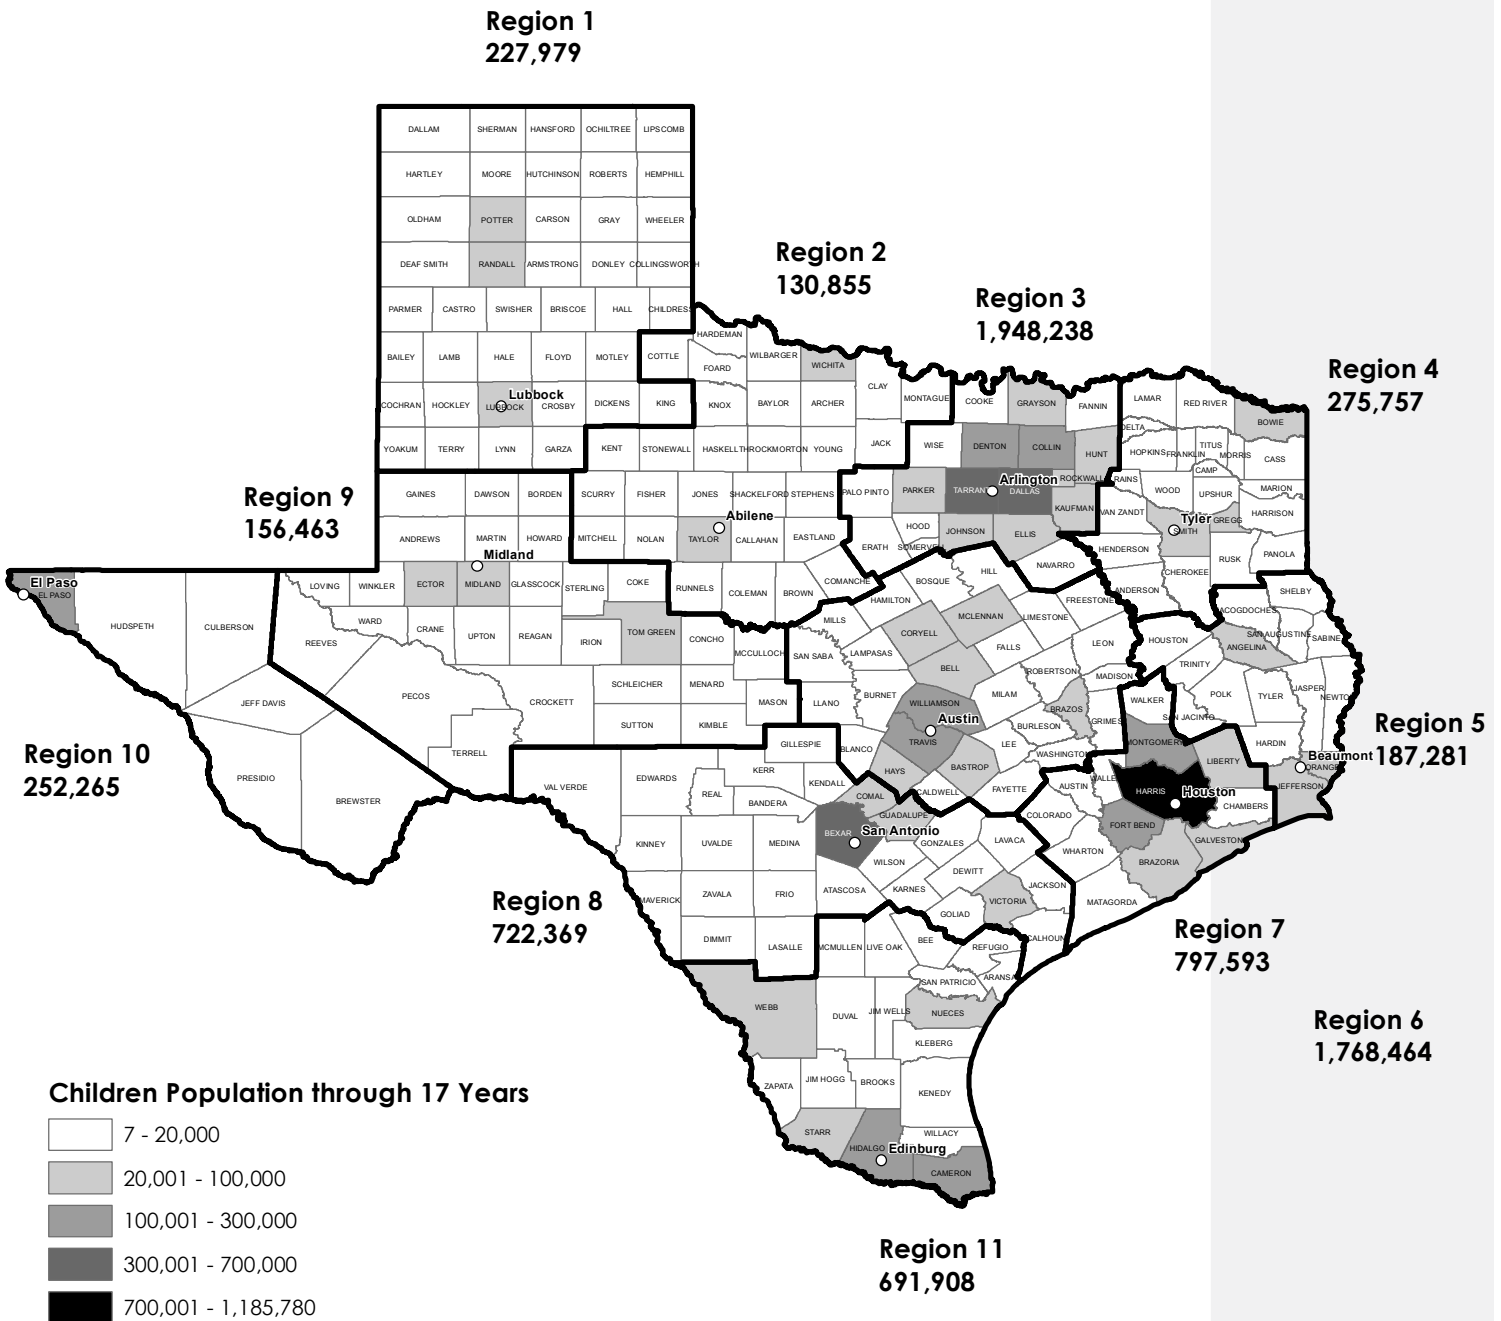 Region 1
227,979
DALLAM SHERMAN HANSFORD OCHILTREE LIPSCOMB
HARTLEY MOORE HUTCHINSON ROBERTS HEMPHILL
OLDHAM POTTER CARSON GRAY WHEELER
Region 2
130,855
DEAF SMITH RANDALL ARMSTRONG DONLEY COLLINGSWORTH
Region 3
1,948,238
PARMER CASTRO SWISHER BRISCOE HALL CHILDRESS
HARDEMAN
BAILEY LAMB HALE FLOYD MOTLEY COTTLE FOARD WILBARGER WICHITA
Region 4
275,757
CLAY MONTAGUE COOKE GRAYSON FANNIN LAMAR RED RIVER BOWIE
Lubbock
COCHRAN HOCKLEY LUBBOCK CROSBY DICKENS KING KNOX BAYLOR ARCHER
DELTA
YOAKUM TERRY LYNN GARZA KENT STONEWALL HASKELL THROCKMORTON YOUNG JACK WISE DENTON COLLIN HUNT HOPKINS FRANKLIN TITUS MORRIS CASS
CAMP
Region 9
156,463
GAINES DAWSON BORDEN SCURRY FISHER JONES SHACKELFORD STEPHENS PALO PINTO PARKER TARRANT DALLAS ROCKWALL RAINS WOOD UPSHUR MARION
Arlington
KAUFMAN VAN ZANDT GREGG HARRISON
Abilene
Tyler
ANDREWS MARTIN HOWARD MITCHELL NOLAN TAYLOR CALLAHAN EASTLAND ERATH HOOD SOMERVELL JOHNSON ELLIS HENDERSON SMITH RUSK PANOLA
Midland
NAVARRO CHEROKEE ANDERSON
El Paso
EL PASO HUDSPETH CULBERSON LOVING WINKLER ECTOR MIDLAND GLASSCOCK STERLING COKE RUNNELS COLEMAN BROWN COMANCHE HAMILTON BOSQUE HILL FREESTONE SHELBY
REEVES WARD CRANE UPTON REAGAN IRION TOM GREEN CONCHO MCCULLOCH MILLS SAN SABA LAMPASAS CORYELL MCLENNAN LIMESTONE FALLS LEON HOUSTON ANGELINA SAN AUGUSTINE SABINE
BELL ROBERTSON MADISON TRINITY
JEFF DAVIS PECOS CROCKETT SCHLEICHER MENARD MASON LLANO BURNET MILAM BRAZOS GRIMES WALKER SAN JACINTO POLK TYLER JASPER
SUTTON KIMBLE WILLIAMSON BURLESON
Austin
Region 5
187,281
Region 10
252,265
TERRELL GILLESPIE BLANCO TRAVIS LEE WASHINGTON MONTGOMERY LIBERTY HARDIN
Beaumont
ORANGE
PRESIDIO BREWSTER VAL VERDE EDWARDS KERR KENDALL HAYS BASTROP FAYETTE AUSTIN HARRIS CHAMBERS JEFFERSON
Houston
REAL BANDERA COMAL CALDWELL GUADALUPE COLORADO FORT BEND GALVESTON
San Antonio
KINNEY UVALDE MEDINA BEXAR GONZALES LAVACA WHARTON BRAZORIA
WILSON DEWITT
Region 8
722,369
MAVERICK ZAVALA FRIO ATASCOSA KARNES VICTORIA JACKSON MATAGORDA
GOLIAD
Region 7
797,593
DIMMIT LASALLE MCMULLEN LIVE OAK BEE REFUGIO CALHOUN
SAN PATRICIO
WEBB DUVAL JIM WELLS NUECES
Region 6
1,768,464
KLEBERG
ZAPATA JIM HOGG BROOKS KENEDY
STARR HIDALGO WILLACY
Edinburg
CAMERON
Region 11
691,908
Children Population through 17 Years
7 - 20,000
20,001 - 100,000
100,001 - 300,000
300,001 - 700,000
700,001 - 1,185,780